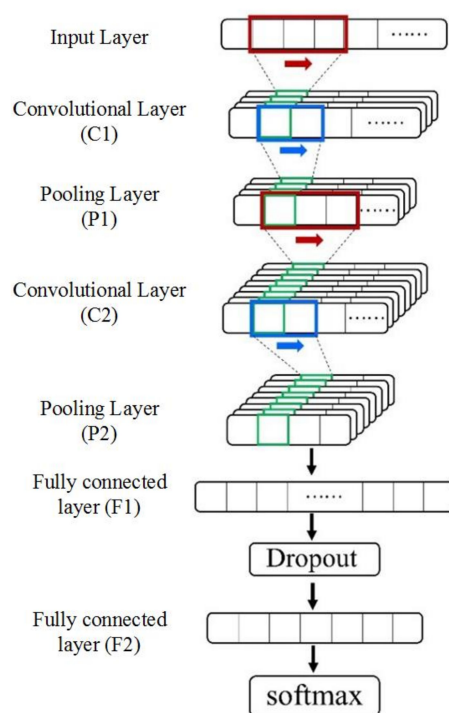 Input Layer
......
Convolutional Layer
(C1)
......
Pooling Layer
(P1)
......
Convolutional Layer
(C2)
......
Pooling Layer
(P2)
Fully connected
layer (F1)
......
Dropout
Fully connected
layer (F2)
softmax